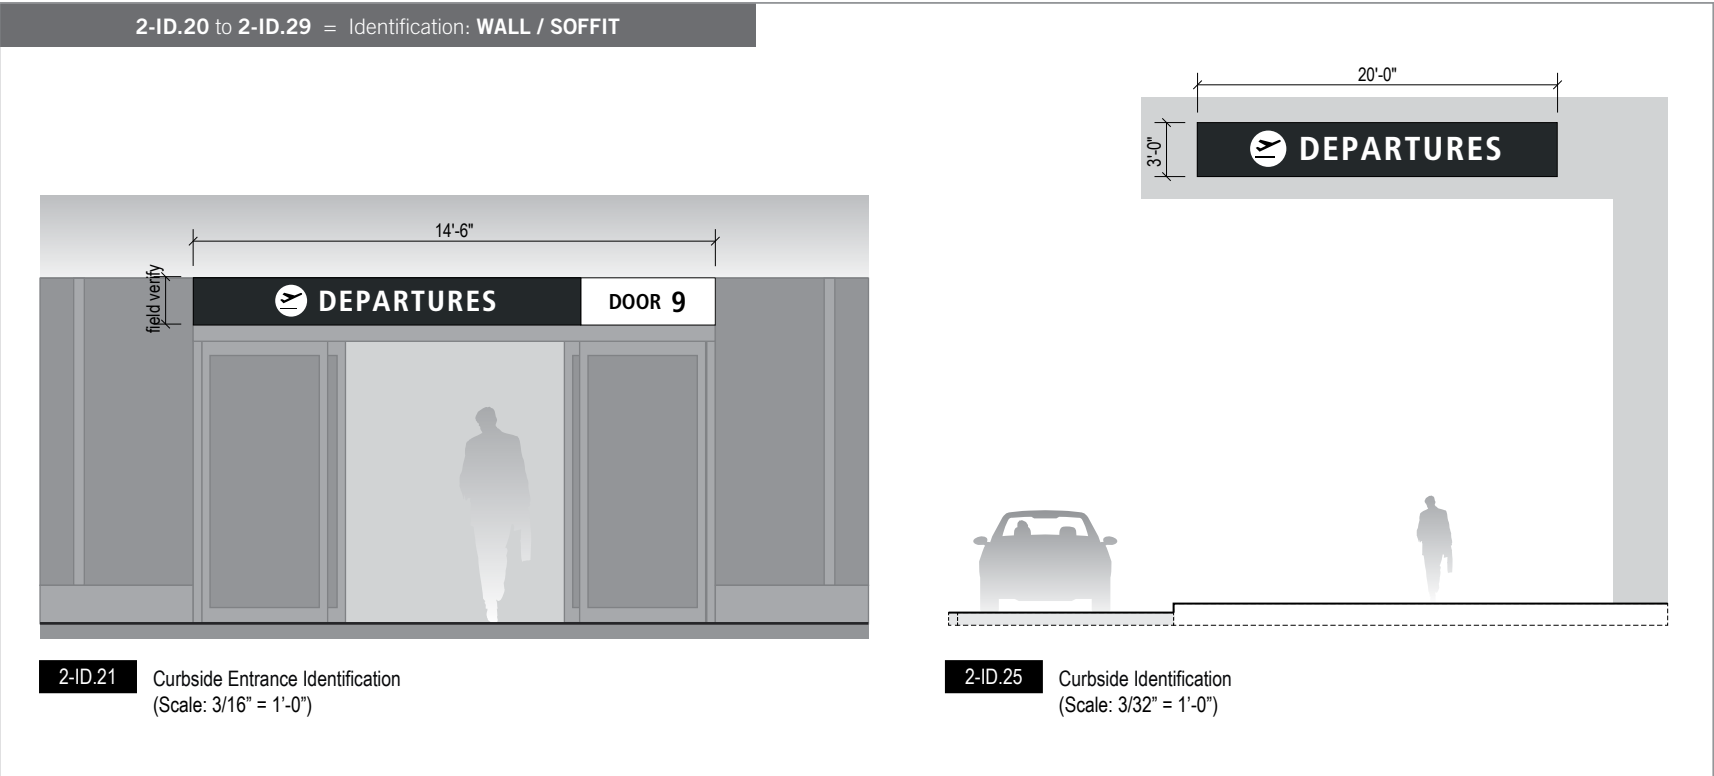 2-ID.20 to 2-ID.29 = Identification: WALL / SOFFIT
14'-6"
field verify
DEPARTURES
DOOR 9
2-ID.21
Curbside Entrance Identification
(Scale: 3/16” = 1’-0”)
20'-0"
3'-0"
DEPARTURES
2-ID.25
Curbside Identification
(Scale: 3/32” = 1’-0”)